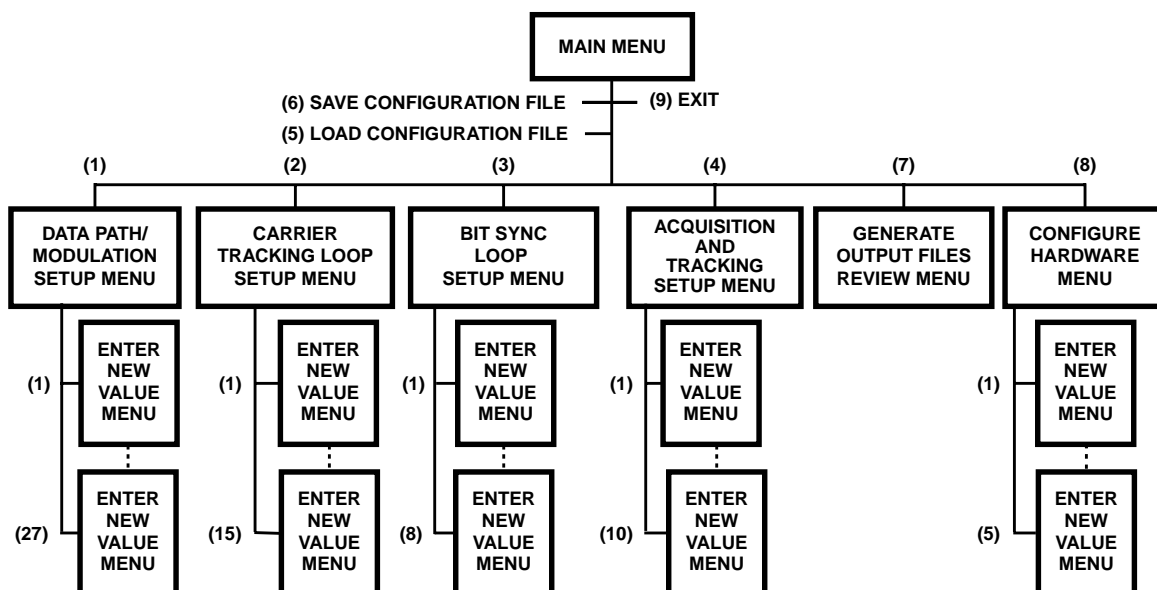 MAIN MENU
(6) SAVE CONFIGURATION FILE
(9) EXIT
(5) LOAD CONFIGURATION FILE
(1)
(2)
(3)
(4)
(7)
(8)
DATA PATH/
MODULATION
SETUP MENU
CARRIER
TRACKING LOOP
SETUP MENU
BIT SYNC
LOOP
SETUP MENU
ACQUISITION
AND
TRACKING
SETUP MENU
GENERATE
OUTPUT FILES
REVIEW MENU
CONFIGURE
HARDWARE
MENU
(1)
ENTER
NEW
VALUE
MENU
(1)
ENTER
NEW
VALUE
MENU
(1)
ENTER
NEW
VALUE
MENU
(1)
ENTER
NEW
VALUE
MENU
(1)
ENTER
NEW
VALUE
MENU
(27)
ENTER
NEW
VALUE
MENU
(15)
ENTER
NEW
VALUE
MENU
(8)
ENTER
NEW
VALUE
MENU
(10)
ENTER
NEW
VALUE
MENU
(5)
ENTER
NEW
VALUE
MENU